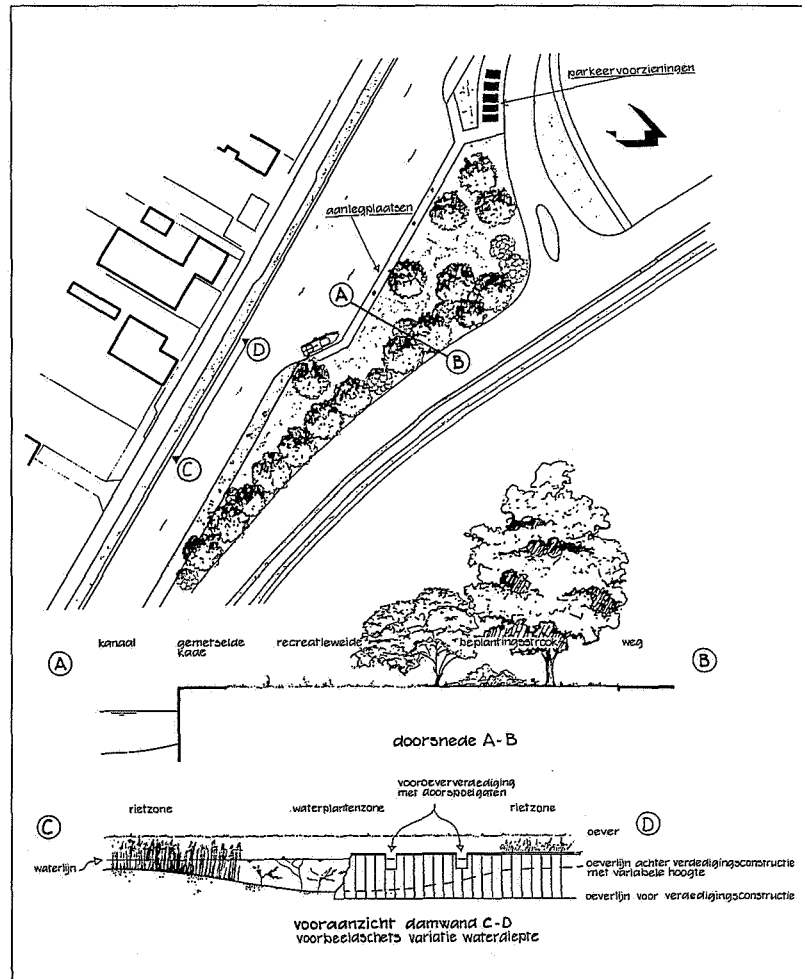 parkeervoorzieningen
aanlegplaatsen
A
B
D
C
kanaal gemetselde kade recreatieweide beplantingsstrook weg
A B
doorsnede A-B
vooroeververdediging
met doorspoelgaten
rietzone waterplantenzone rietzone
C D
oever
waterlijn
oeverlijn achter verdedigingsconstructie
met variabele hoogte
oeverlijn voor verdedigingsconstructie
vooraanzicht damwand C-D
voorbeeldschets variatie waterdiepte